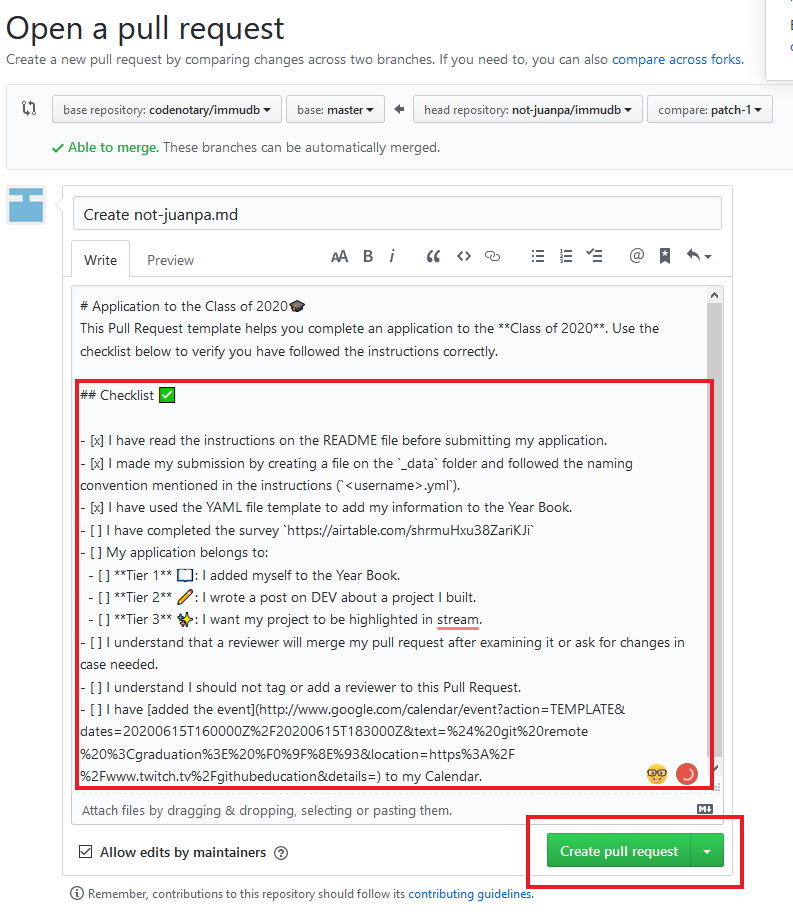 Open a pull request
Create a new pull request by comparing changes across two branches. If you need to, you can also compare across forks.
base repository: codenotary/immudb base: master head repository: not-juanpa/immudb compare: patch-1
Able to merge. These branches can be automatically merged.
Create not-juanpa.md
Write Preview
# Application to the Class of 2020🎓
This Pull Request template helps you complete an application to the **Class of 2020**. Use the
checklist below to verify you have followed the instructions correctly.
## Checklist ✅
- [x] I have read the instructions on the README file before submitting my application.
- [x] I made my submission by creating a file on the `_data` folder and followed the naming
convention mentioned in the instructions (`<username>.yml`).
- [x] I have used the YAML file template to add my information to the Year Book.
- [ ] I have completed the survey `https://airtable.com/shrmuHxu38ZariKJi`
- [ ] My application belongs to:
- [ ] **Tier 1** 📖: I added myself to the Year Book.
- [ ] **Tier 2** ✏️: I wrote a post on DEV about a project I built.
- [ ] **Tier 3** ✨: I want my project to be highlighted in stream.
- [ ] I understand that a reviewer will merge my pull request after examining it or ask for changes in
case needed.
- [ ] I understand I should not tag or add a reviewer to this Pull Request.
- [ ] I have [added the event](http://www.google.com/calendar/event?action=TEMPLATE&
dates=20200615T160000Z%2F20200615T183000Z&text=%24%20git%20remote
%20%3Cgraduation%3E%20%F0%9F%8E%93&location=https%3A%2F
%2Fwww.twitch.tv%2Fgithubeducation&details=) to my Calendar.
Attach files by dragging & dropping, selecting or pasting them.
Allow edits by maintainers
Create pull request
Remember, contributions to this repository should follow its contributing guidelines.